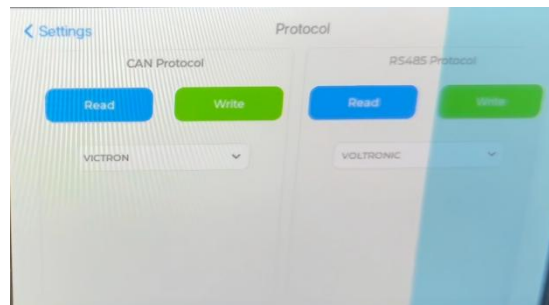 Settings
Protocol
CAN Protocol
RS485 Protocol
Read
Write
Read
Write
VICTRON
VOLTRONIC